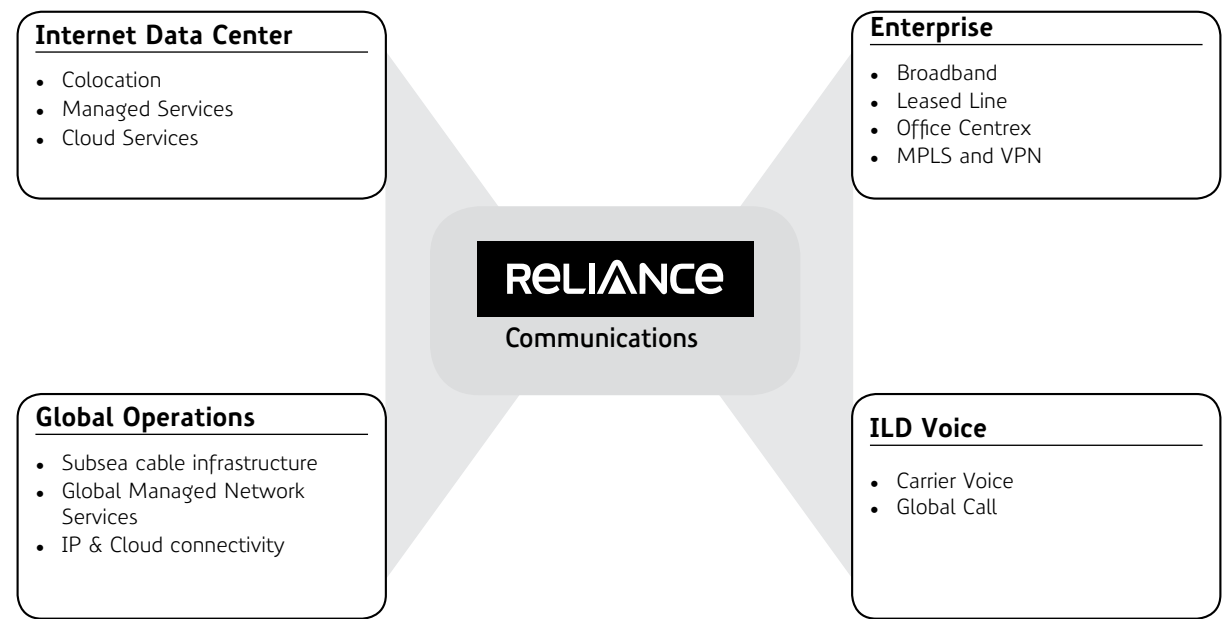 Internet Data Center
• Colocation
• Managed Services
• Cloud Services
Enterprise
• Broadband
• Leased Line
• Office Centrex
• MPLS and VPN
RELIANCE
Communications
Global Operations
• Subsea cable infrastructure
• Global Managed Network
Services
• IP & Cloud connectivity
ILD Voice
• Carrier Voice
• Global Call